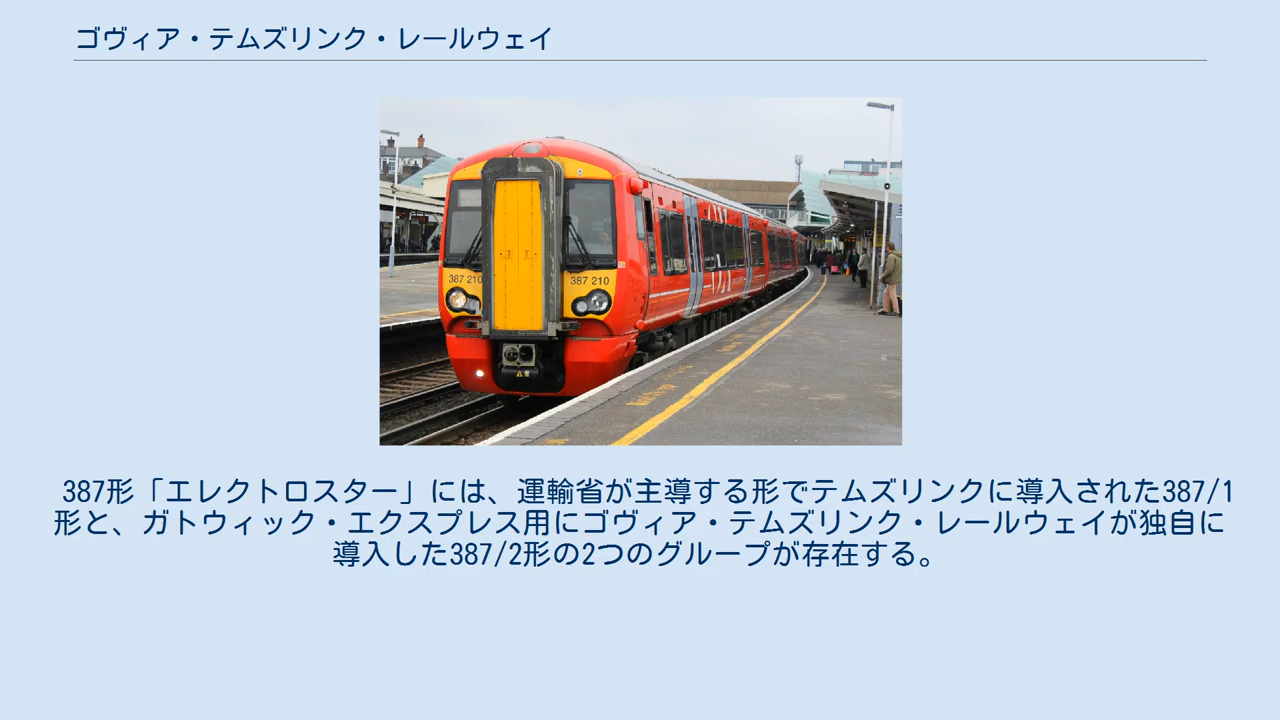 ゴヴィア・テムズリンク・レールウェイ
387 210
387 210
387形「エレクトロスター」には、運輸省が主導する形でテムズリンクに導入された387/1
形と、ガトウィック・エクスプレス用にゴヴィア・テムズリンク・レールウェイが独自に
導入した387/2形の2つのグループが存在する。